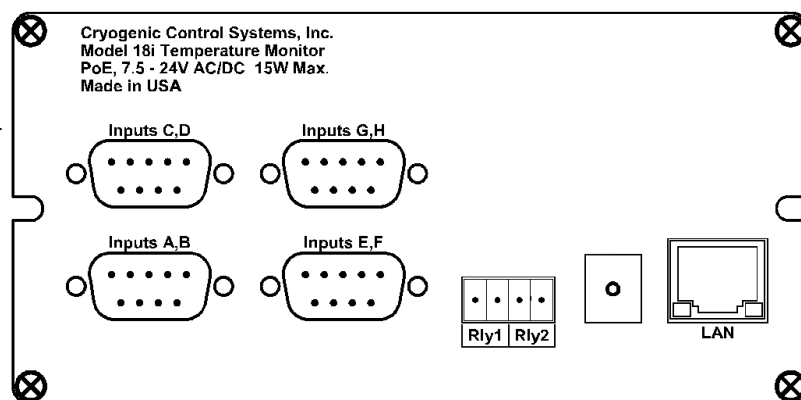 Cryogenic Control Systems, Inc.
Model 18i Temperature Monitor
PoE, 7.5 - 24V AC/DC 15W Max.
Made in USA
Inputs C,D
Inputs G,H
Inputs A,B
Inputs E,F
Rly1
Rly2
LAN